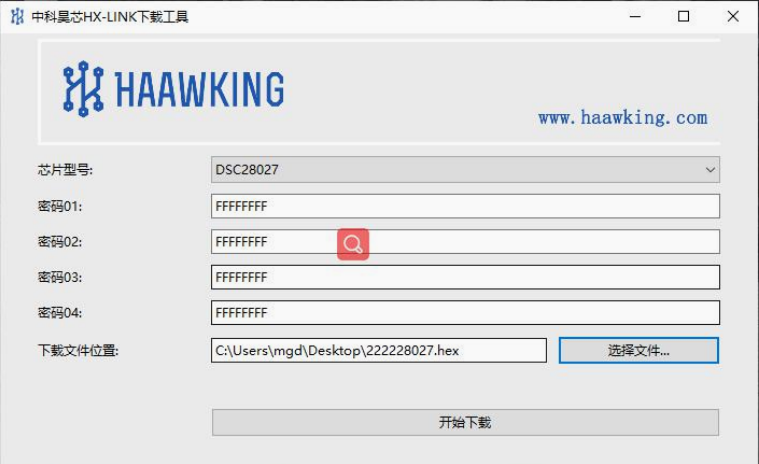 中科昊芯HX-LINK下载工具
HAAWKING
www.haawking.com
芯片型号: DSC28027
密码01: FFFFFFFF
密码02: FFFFFFFF
密码03: FFFFFFFF
密码04: FFFFFFFF
下载文件位置: C:\Users\mgd\Desktop\222228027.hex 选择文件...
开始下载